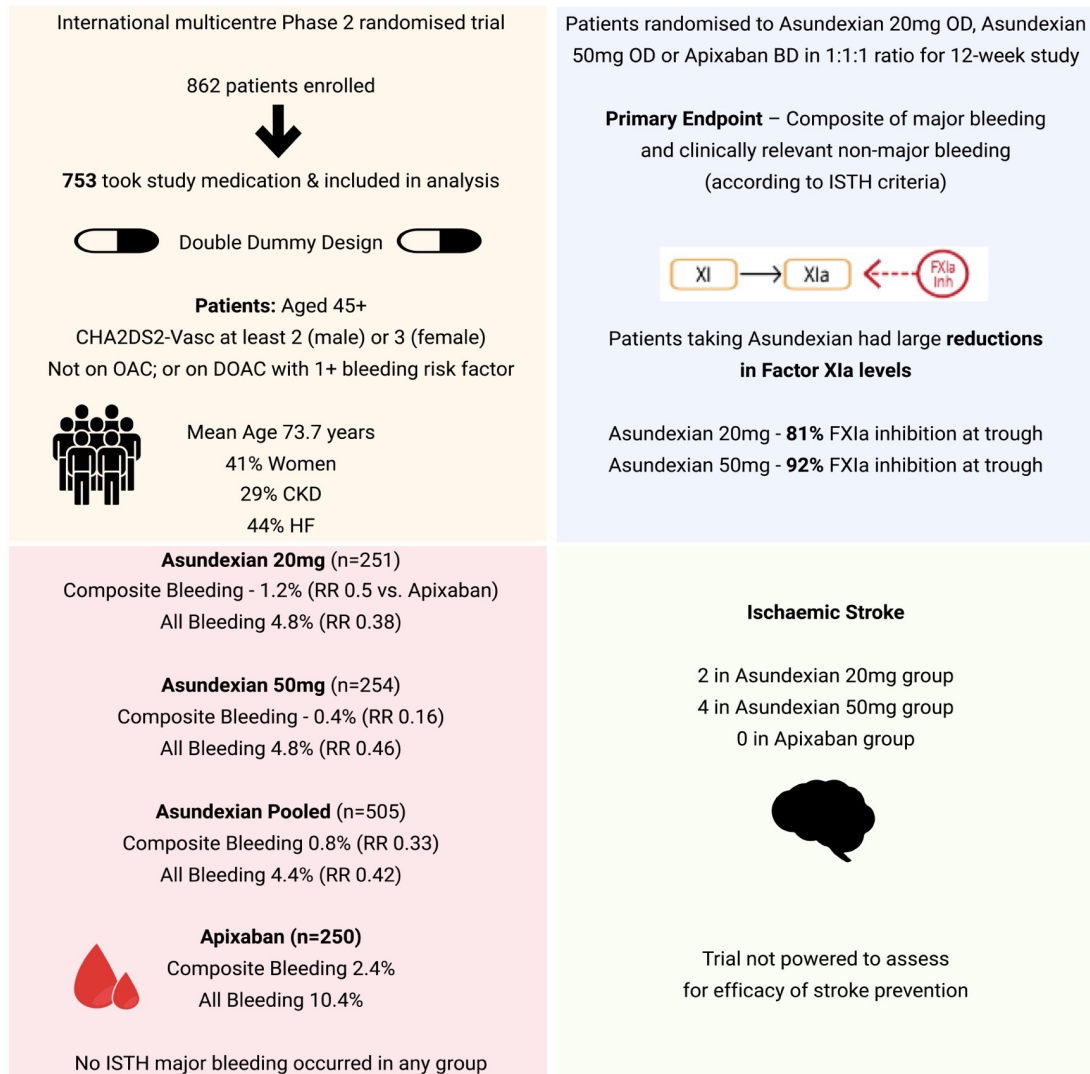 International multicentre Phase 2 randomised trial
862 patients enrolled
753 took study medication & included in analysis
Double Dummy Design
Patients: Aged 45+
CHA2DS2-Vasc at least 2 (male) or 3 (female)
Not on OAC; or on DOAC with 1+ bleeding risk factor
Mean Age 73.7 years
41% Women
29% CKD
44% HF
Patients randomised to Asundexian 20mg OD, Asundexian
50mg OD or Apixaban BD in 1:1:1 ratio for 12-week study
Primary Endpoint – Composite of major bleeding
and clinically relevant non-major bleeding
(according to ISTH criteria)
XI
XIa
FXIa
Inh
Patients taking Asundexian had large reductions
in Factor XIa levels
Asundexian 20mg - 81% FXIa inhibition at trough
Asundexian 50mg - 92% FXIa inhibition at trough
Asundexian 20mg (n=251)
Composite Bleeding - 1.2% (RR 0.5 vs. Apixaban)
All Bleeding 4.8% (RR 0.38)
Asundexian 50mg (n=254)
Composite Bleeding - 0.4% (RR 0.16)
All Bleeding 4.8% (RR 0.46)
Asundexian Pooled (n=505)
Composite Bleeding 0.8% (RR 0.33)
All Bleeding 4.4% (RR 0.42)
Apixaban (n=250)
Composite Bleeding 2.4%
All Bleeding 10.4%
No ISTH major bleeding occurred in any group
Ischaemic Stroke
2 in Asundexian 20mg group
4 in Asundexian 50mg group
0 in Apixaban group
Trial not powered to assess
for efficacy of stroke prevention